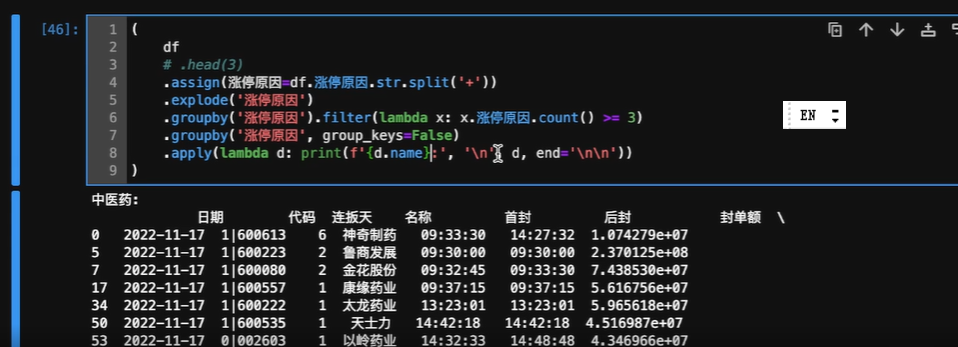 [46]:
1 (
2 df
3 # .head(3)
4 .assign(涨停原因=df.涨停原因.str.split('+'))
5 .explode('涨停原因')
6 .groupby('涨停原因').filter(lambda x: x.涨停原因.count() >= 3)
7 .groupby('涨停原因', group_keys=False)
8 .apply(lambda d: print(f'{d.name}:', '\n', d, end='\n\n'))
9 )
EN
中医药:
日期 代码 连扳天 名称 首封 后封 封单额 \
0 2022-11-17 1|600613 6 神奇制药 09:33:30 14:27:32 1.074279e+07
5 2022-11-17 1|600223 2 鲁商发展 09:30:00 09:30:00 2.370125e+08
7 2022-11-17 1|600080 2 金花股份 09:32:45 09:33:30 7.438530e+07
17 2022-11-17 1|600557 1 康缘药业 09:37:15 09:37:15 5.616756e+07
34 2022-11-17 1|600222 1 太龙药业 13:23:01 13:23:01 5.965618e+07
50 2022-11-17 1|600535 1 天士力 14:42:18 14:42:18 4.516987e+07
53 2022-11-17 0|002603 1 以岭药业 14:32:33 14:48:48 4.346966e+07